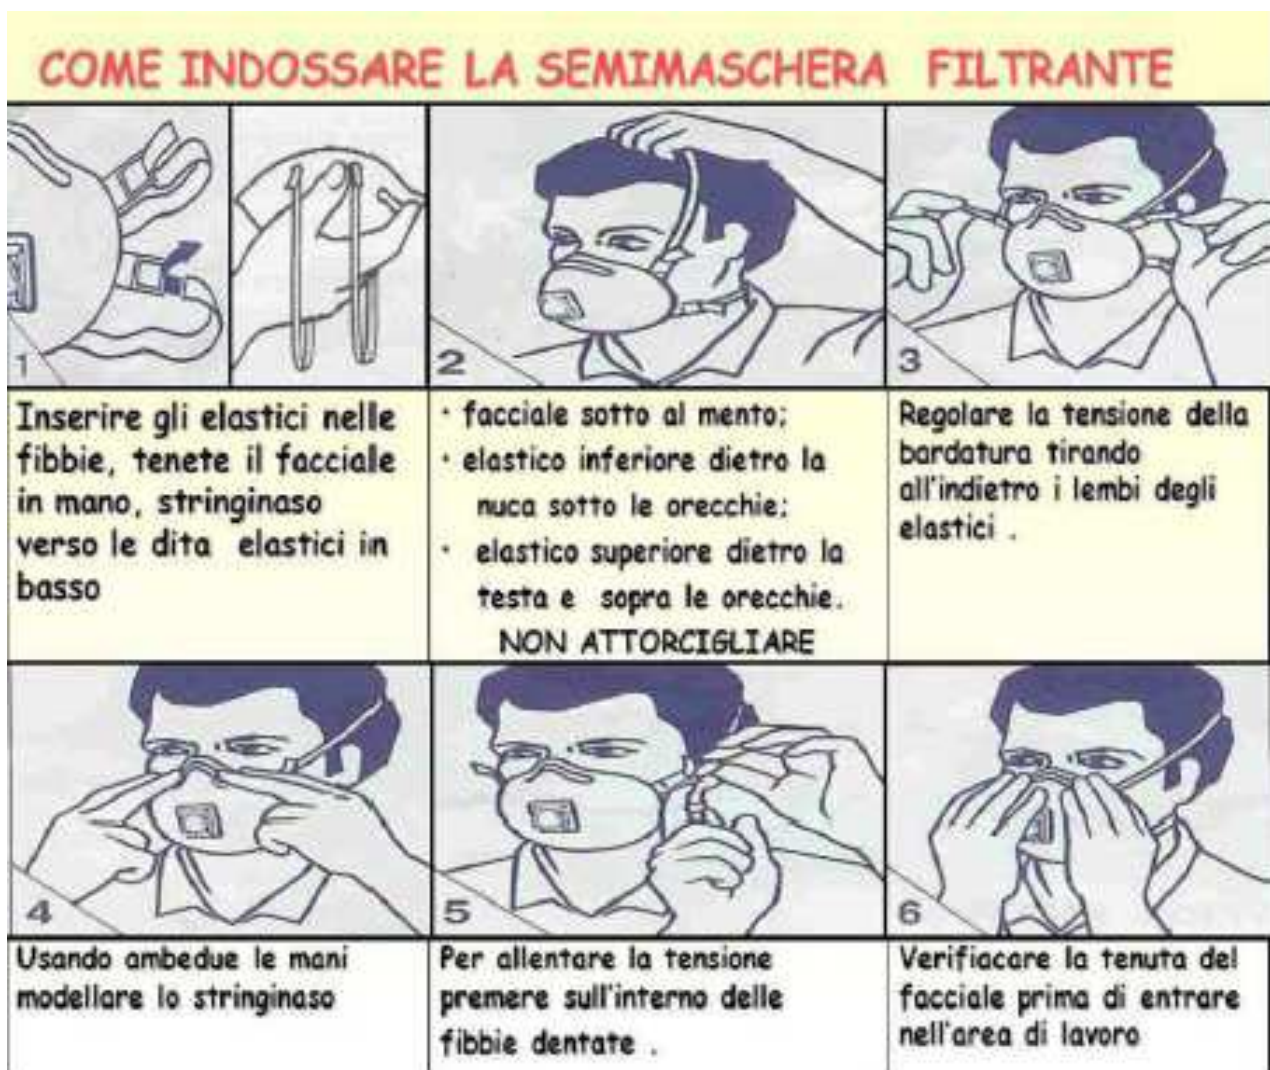 COME INDOSSARE LA SEMIMASCHERA FILTRANTE
1
2
3
Inserire gli elastici nelle
fibbie, tenete il facciale
in mano, stringinaso
verso le dita elastici in
basso
· facciale sotto al mento;
· elastico inferiore dietro la
nuca sotto le orecchie;
· elastico superiore dietro la
testa e sopra le orecchie.
NON ATTORCIGLIARE
Regolare la tensione della
bardatura tirando
all'indietro i lembi degli
elastici .
4
5
6
Usando ambedue le mani
modellare lo stringinaso
Per allentare la tensione
premere sull'interno delle
fibbie dentate .
Verifiacare la tenuta del
facciale prima di entrare
nell'area di lavoro